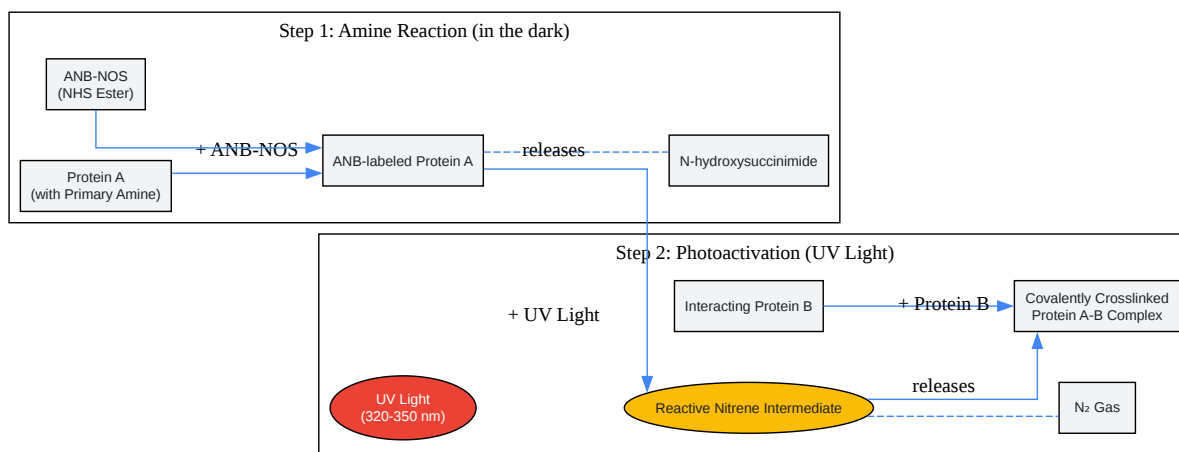 Step 1: Amine Reaction (in the dark)
ANB-NOS
(NHS Ester)
+ ANB-NOS
ANB-labeled Protein A
releases
N-hydroxysuccinimide
Protein A
(with Primary Amine)
Step 2: Photoactivation (UV Light)
+ UV Light
Interacting Protein B
+ Protein B
Covalently Crosslinked
Protein A-B Complex
UV Light
(320-350 nm)
Reactive Nitrene Intermediate
releases
N₂ Gas